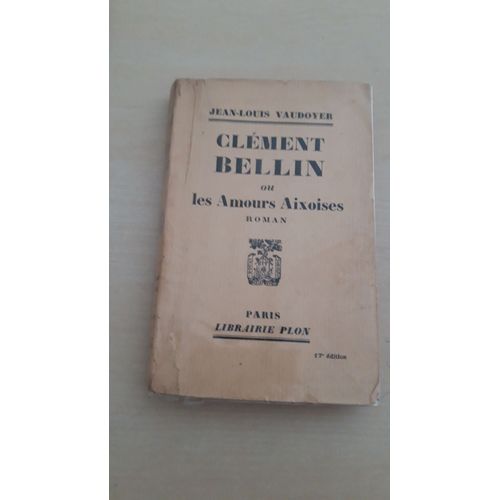 JEAN-LOUIS VAUDOYER
CLÉMENT
BELLIN
ou
les Amours Aixoises
ROMAN
PARIS
LIBRAIRIE PLON
17e édition